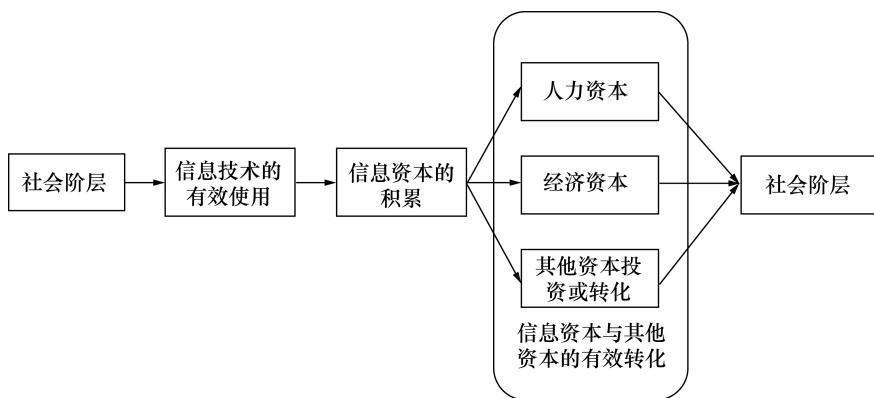 社会阶层
信息技术的
有效使用
信息资本的
积累
人力资本
经济资本
其他资本投
资或转化
信息资本与其他
资本的有效转化
社会阶层